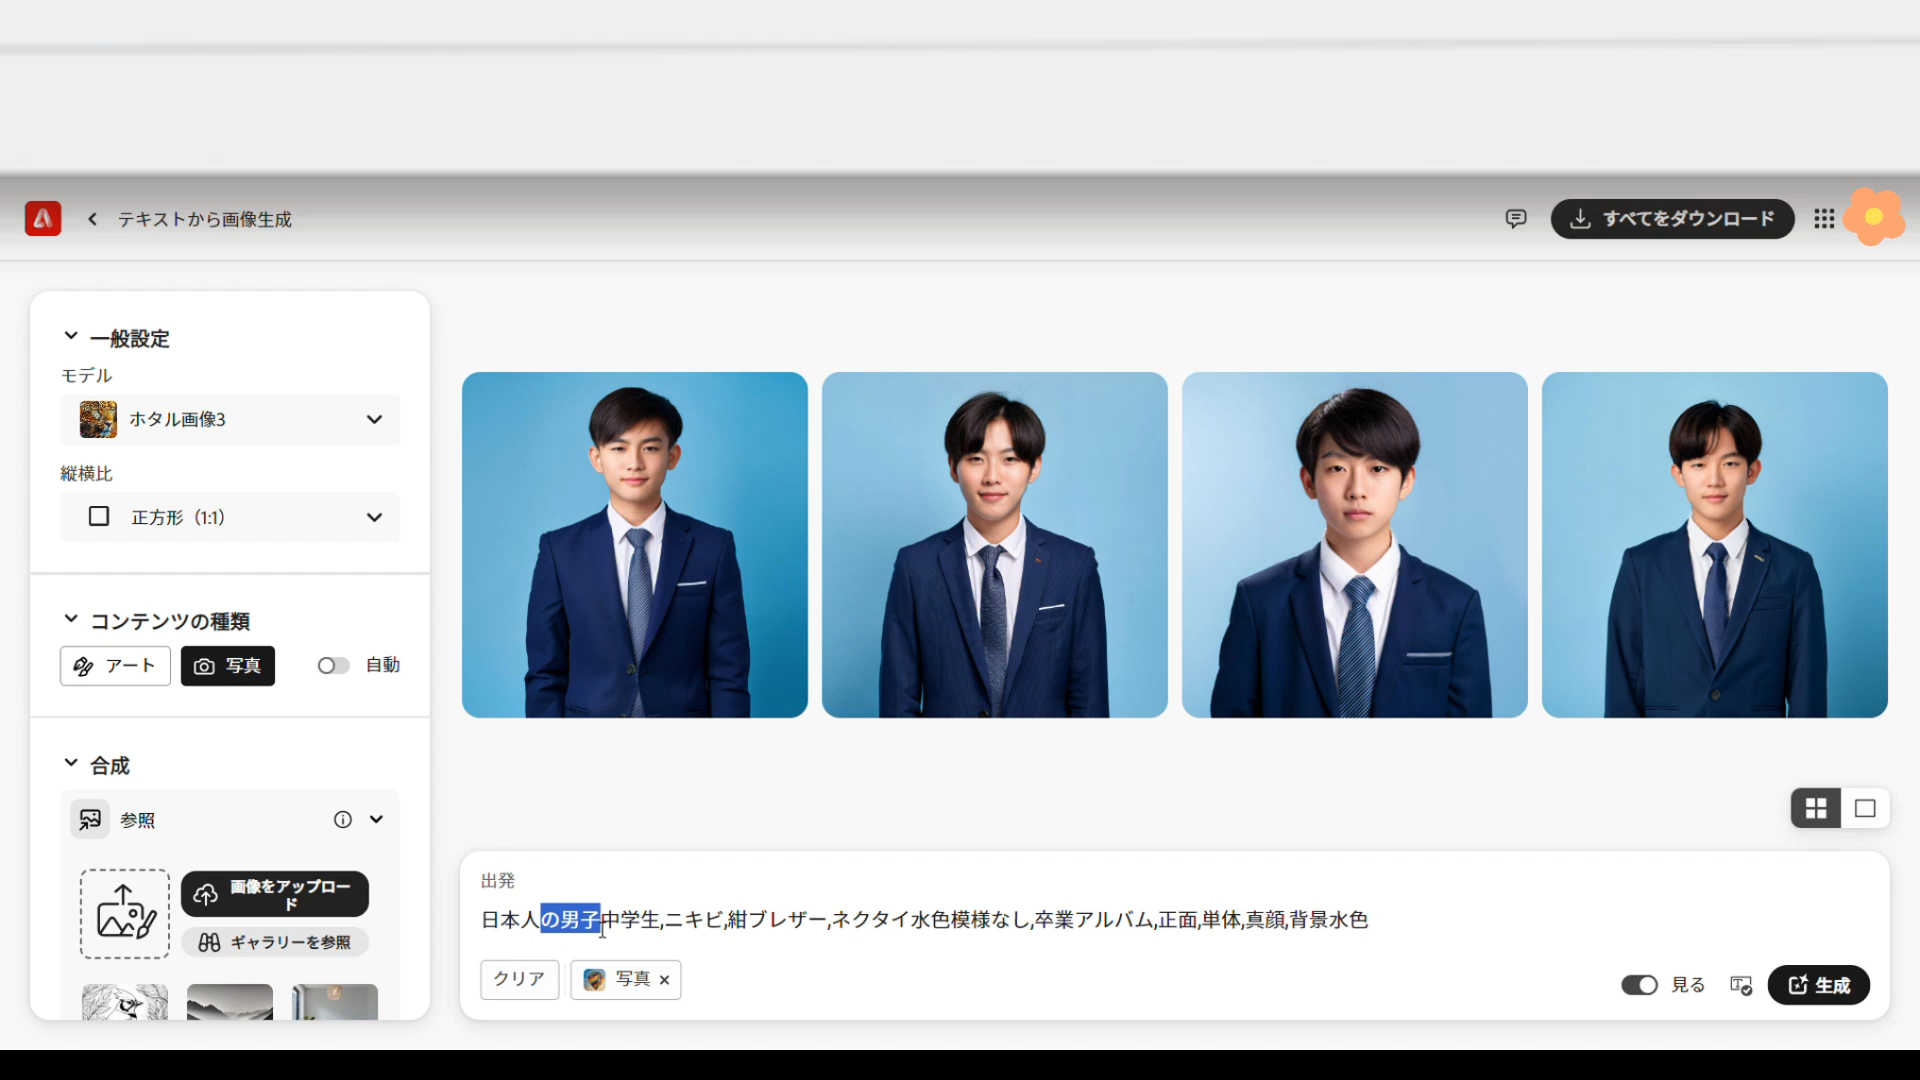 テキストから画像生成
すべてをダウンロード
一般設定
モデル
ホタル画像3
縦横比
正方形（1:1）
コンテンツの種類
アート
写真
自動
合成
参照
画像をアップロー
ド
ギャラリーを参照
出発
日本人の男子中学生,ニキビ,紺ブレザー,ネクタイ水色模様なし,卒業アルバム,正面,単体,真顔,背景水色
クリア
写真
見る
生成